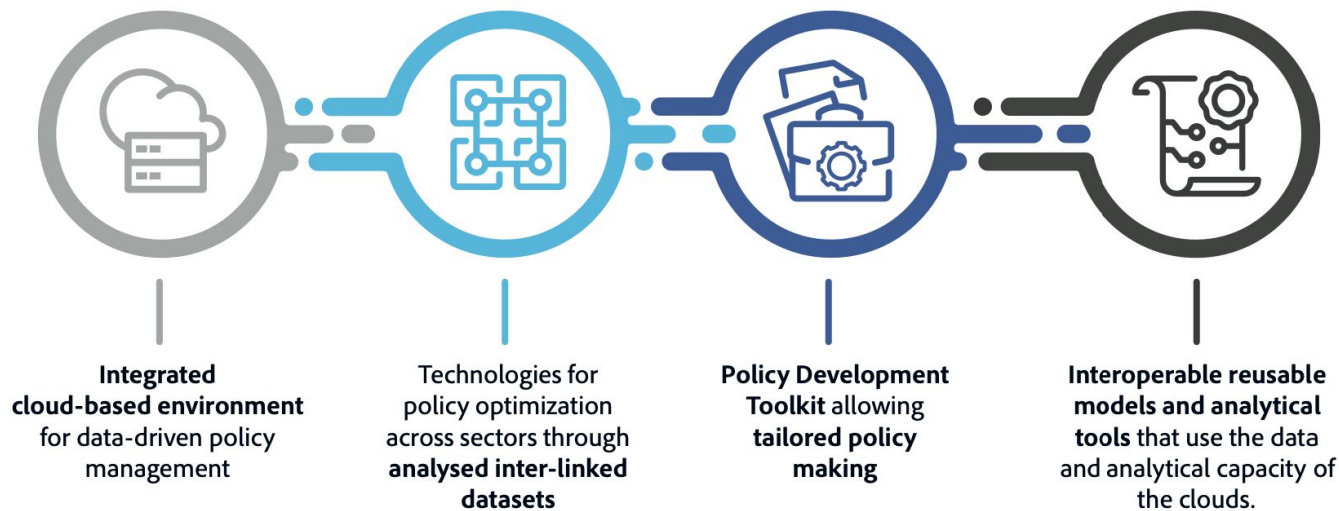 Integrated
cloud-based environment
for data-driven policy
management
Technologies for
policy optimization
across sectors through
analysed inter-linked
datasets
Policy Development
Toolkit allowing
tailored policy
making
Interoperable reusable
models and analytical
tools that use the data
and analytical capacity of
the clouds.